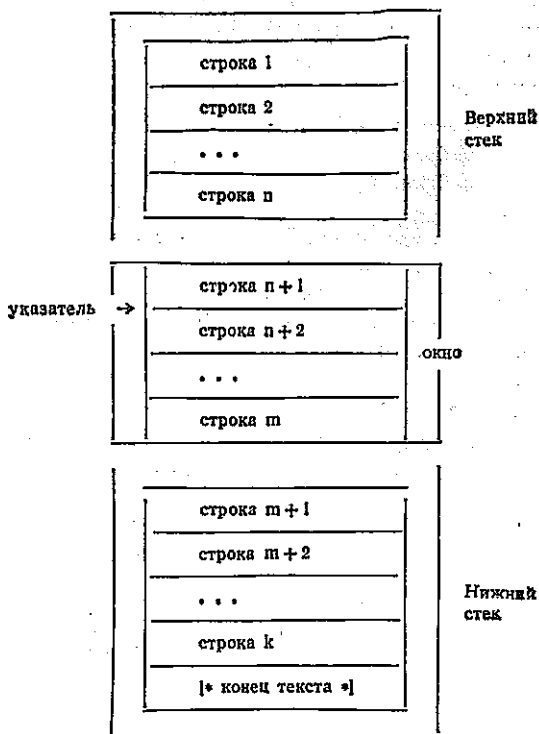 строка 1
строка 2
• • •
строка n
Верхний
стек
указатель →
строка n + 1
строка n + 2
• • •
строка m
окно
строка m + 1
строка m + 2
• • •
строка k
[* конец текста *]
Нижний
стек